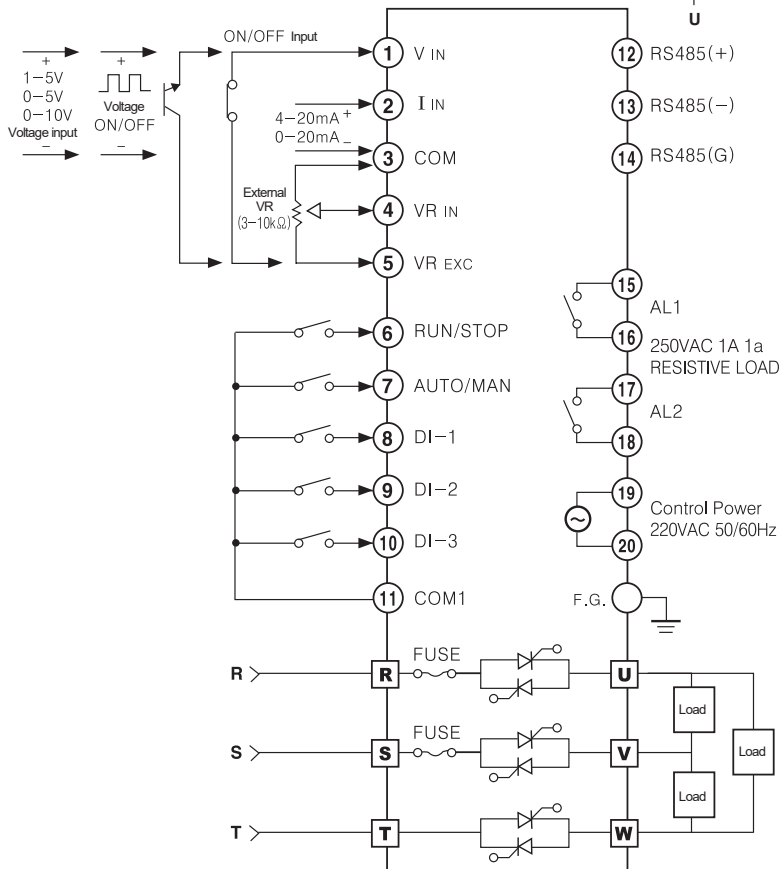 U
ON/OFF Input
+
1-5V
0-5V
0-10V
Voltage input
-
+
Voltage
ON/OFF
-
4-20mA +
0-20mA -
External
VR
(3-10kΩ)
1 V IN
2 I IN
3 COM
4 VR IN
5 VR EXC
6 RUN/STOP
7 AUTO/MAN
8 DI-1
9 DI-2
10 DI-3
11 COM1
12 RS485(+)
13 RS485(-)
14 RS485(G)
15
AL1
16
250VAC 1A 1a
RESISTIVE LOAD
17
AL2
18
19
Control Power
220VAC 50/60Hz
20
F.G.
R R FUSE U
Load
S S FUSE V
Load
Load
T T W